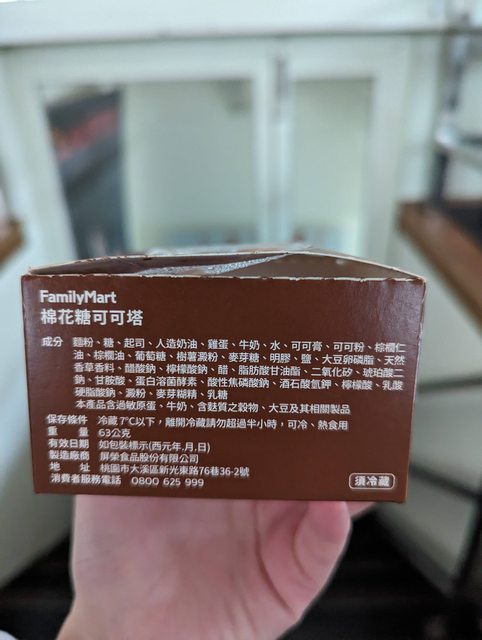 FamilyMart
棉花糖可可塔
成分 麵粉、糖、起司、人造奶油、雞蛋、牛奶、水、可可膏、可可粉、棕櫚仁
油、棕櫚油、葡萄糖、樹薯澱粉、麥芽糖、明膠、鹽、大豆卵磷脂、天然
香草香料、醋酸鈉、檸檬酸鈉、醋、脂肪酸甘油酯、二氧化矽、琥珀酸二
鈉、甘胺酸、蛋白溶菌酵素、酸性焦磷酸鈉、酒石酸氫鉀、檸檬酸、乳酸
硬脂酸鈉、澱粉、麥芽糊精、乳糖
本產品含過敏原蛋、牛奶、含麩質之穀物、大豆及其相關製品
保存條件 冷藏7℃以下，離開冷藏請勿超過半小時，可冷、熱食用
重量 63公克
有效日期 如包裝標示(西元年.月.日)
製造廠商 屏榮食品股份有限公司
地址 桃園市大溪區新光東路76巷36-2號
消費者服務電話 0800 625 999
須冷藏